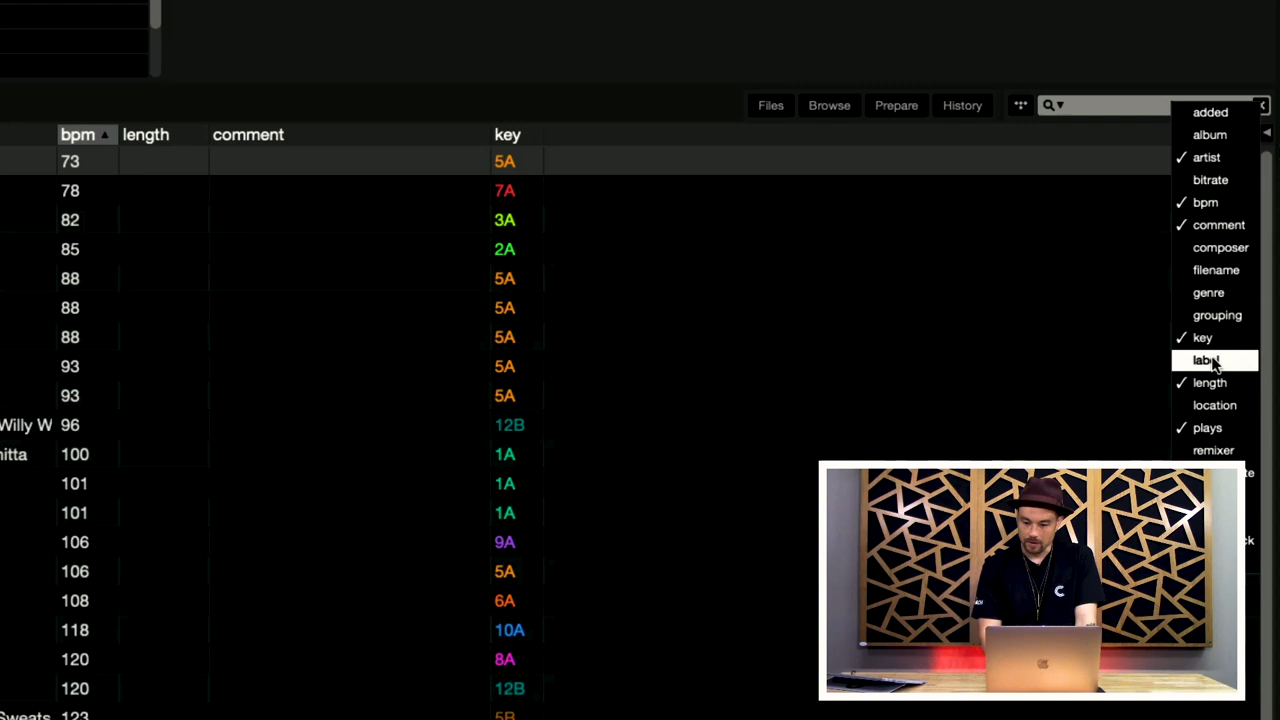 Files Browse Prepare History
bpm length comment key
73 5A
78 7A
82 3A
85 2A
88 5A
88 5A
88 5A
93 5A
93 5A
Willy W 96 12B
nitta 100 1A
101 1A
101 1A
106 9A
106 5A
108 6A
118 10A
120 8A
120 12B
Sweats 123 5B
added
album
✓ artist
bitrate
✓ bpm
✓ comment
composer
filename
genre
grouping
✓ key
label
✓ length
location
✓ plays
remixer
C